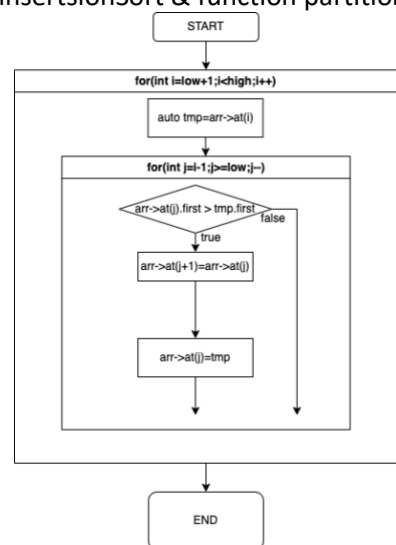 insertsionSort & function partition
START
for(int i=low+1;i<high;i++)
auto tmp=arr->at(i)
for(int j=i-1;j>=low;j--)
arr->at(j).first > tmp.first
false
true
arr->at(j+1)=arr->at(j)
arr->at(j)=tmp
END